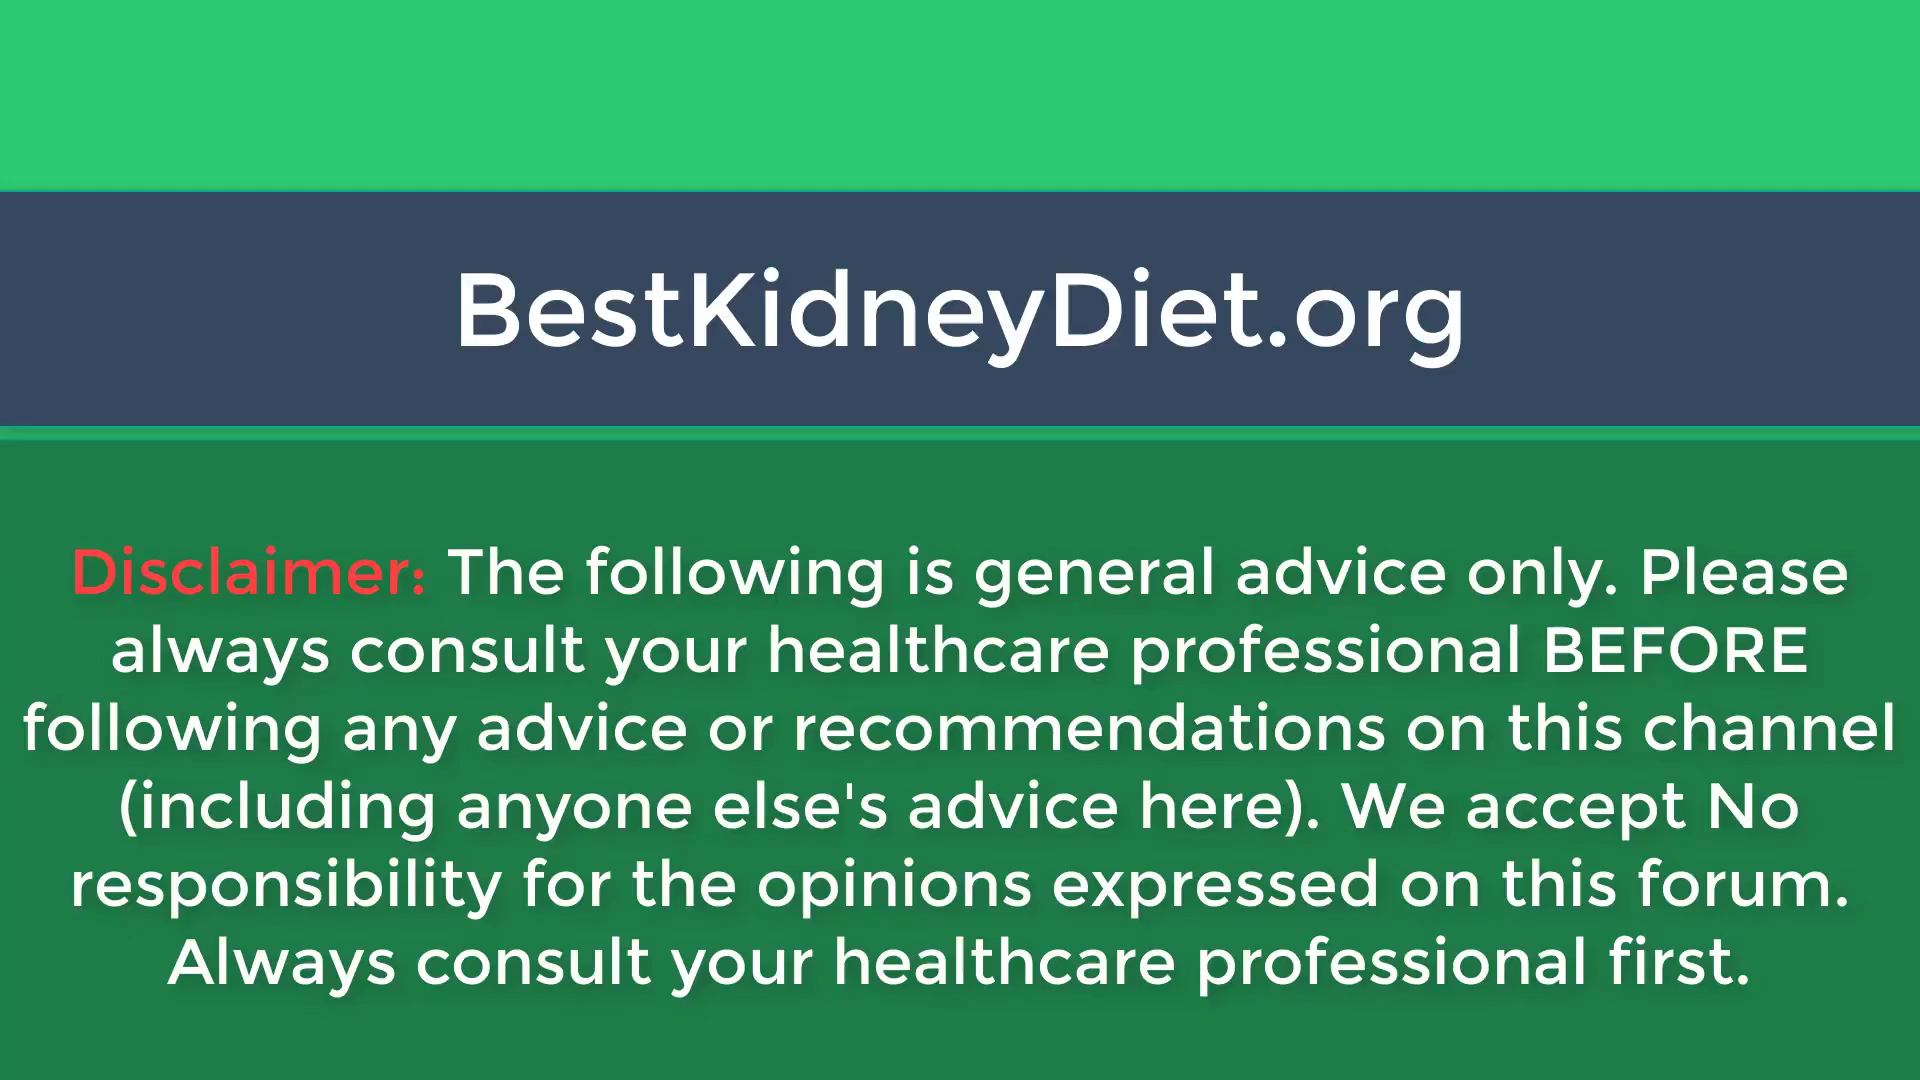 BestKidneyDiet.org
Disclaimer: The following is general advice only. Please
always consult your healthcare professional BEFORE
following any advice or recommendations on this channel
(including anyone else's advice here). We accept No
responsibility for the opinions expressed on this forum.
Always consult your healthcare professional first.